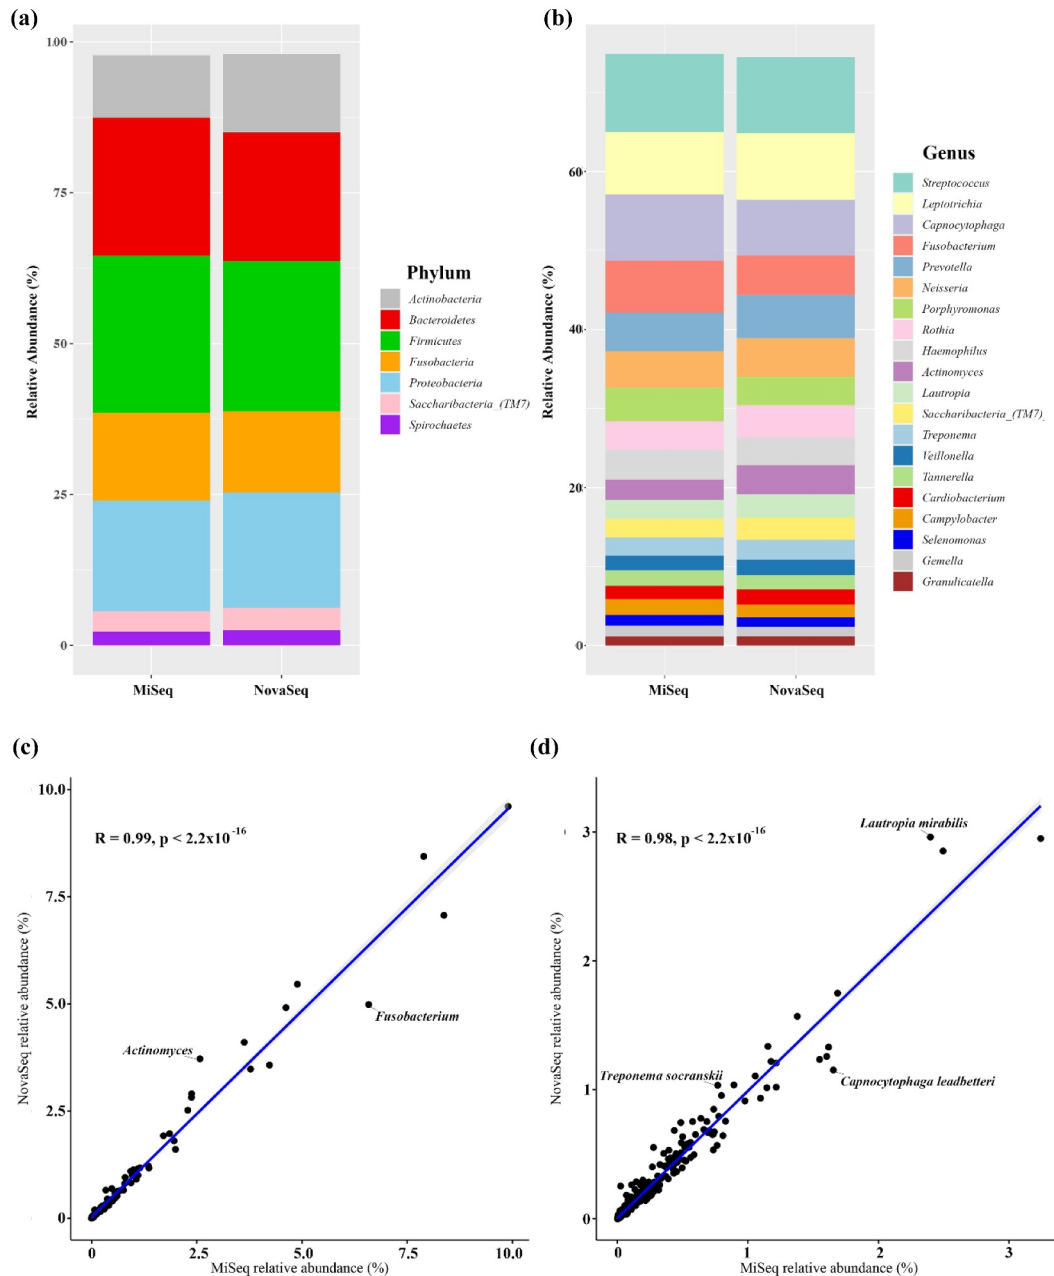 (a)
100
75
50
25
0
Relative Abundance (%)
MiSeq
NovaSeq
Phylum
Actinobacteria
Bacteroidetes
Firmicutes
Fusobacteria
Proteobacteria
Saccharibacteria_(TM7)
Spirochaetes
(b)
60
40
20
0
Relative Abundance (%)
MiSeq
NovaSeq
Genus
Streptococcus
Leptotrichia
Capnocytophaga
Fusobacterium
Prevotella
Neisseria
Porphyromonas
Rothia
Haemophilus
Actinomyces
Lautropia
Saccharibacteria_(TM7)_
Treponema
Veillonella
Tannerella
Cardiobacterium
Campylobacter
Selenomonas
Gemella
Granulicatella
(c)
10.0
7.5
5.0
2.5
0
NovaSeq relative abundance (%)
R = 0.99, p < 2.2x10-16
Fusobacterium
Actinomyces
0
2.5
5.0
7.5
10.0
MiSeq relative abundance (%)
(d)
3
2
1
0
NovaSeq relative abundance (%)
R = 0.98, p < 2.2x10-16
Lautropia mirabilis
Treponema socranskii
Capnocytophaga leadbetteri
0
1
2
3
MiSeq relative abundance (%)